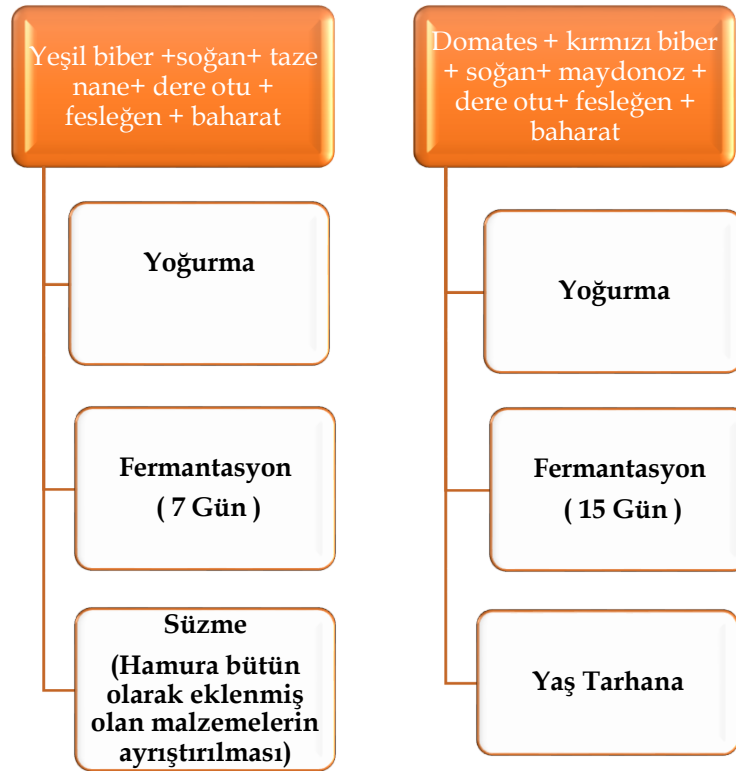 Yeşil biber +soğan+ taze
nane+ dere otu +
fesleğen + baharat
Yoğurma
Fermantasyon
( 7 Gün )
Süzme
(Hamura bütün
olarak eklenmiş
olan malzemelerin
ayrıştırılması)
Domates + kırmızı biber
+ soğan+ maydonoz +
dere otu+ fesleğen +
baharat
Yoğurma
Fermantasyon
( 15 Gün )
Yaş Tarhana